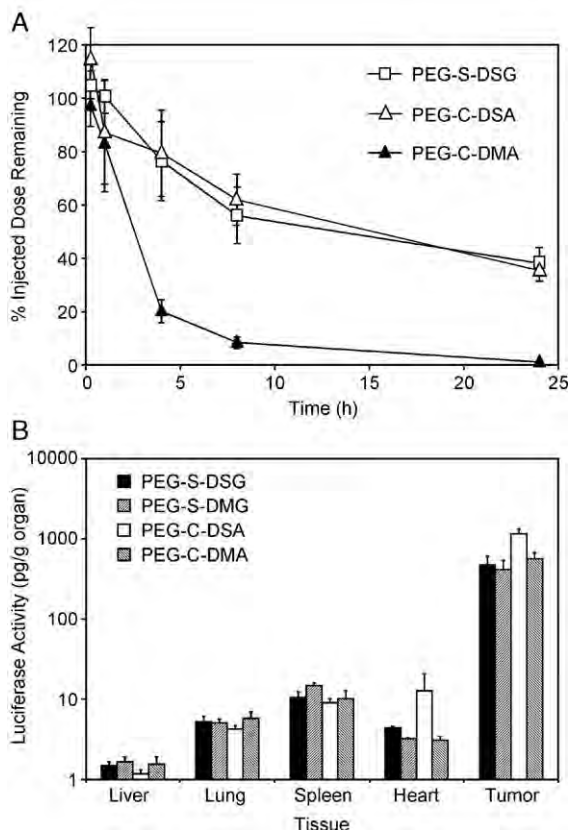 A
120
100
80
60
40
20
0
% Injected Dose Remaining
PEG-S-DSG
PEG-C-DSA
PEG-C-DMA
0 5 10 15 20 25
Time (h)
B
10000
1000
100
10
1
Luciferase Activity (pg/g organ)
PEG-S-DSG
PEG-S-DMG
PEG-C-DSA
PEG-C-DMA
Liver Lung Spleen Heart Tumor
Tissue